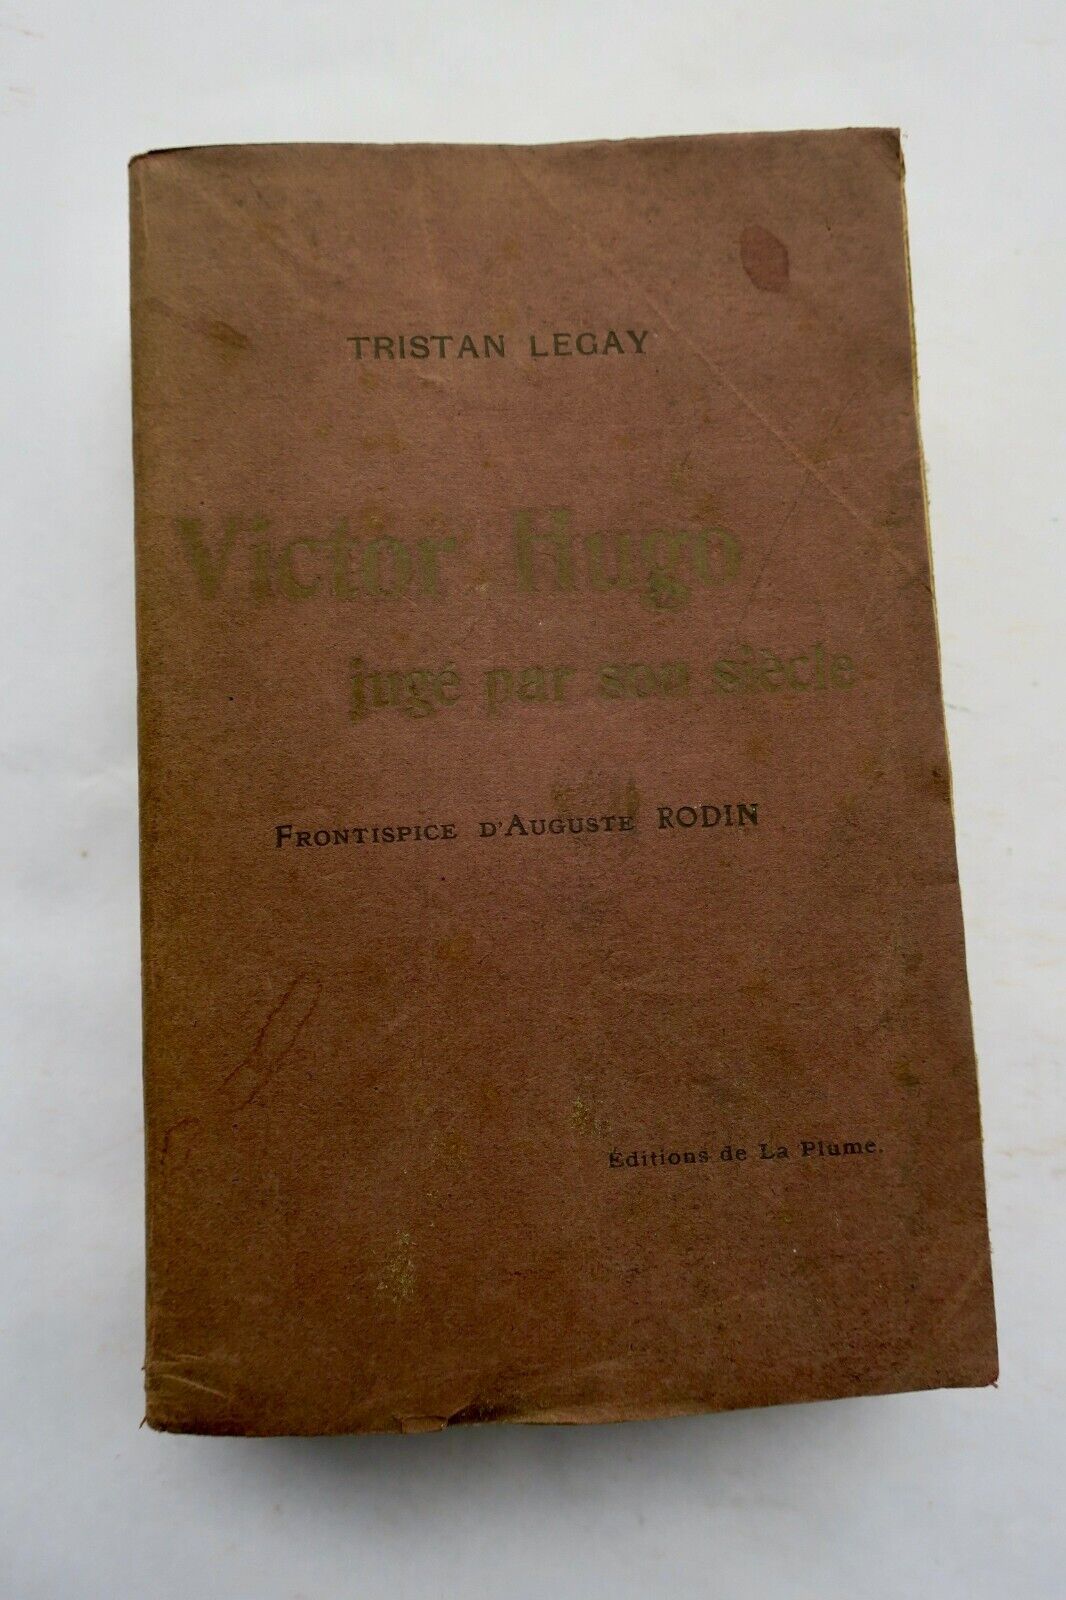 TRISTAN LEGAY
Victor Hugo
jugé par son siècle
FRONTISPICE D'AUGUSTE RODIN
Éditions de La Plume.